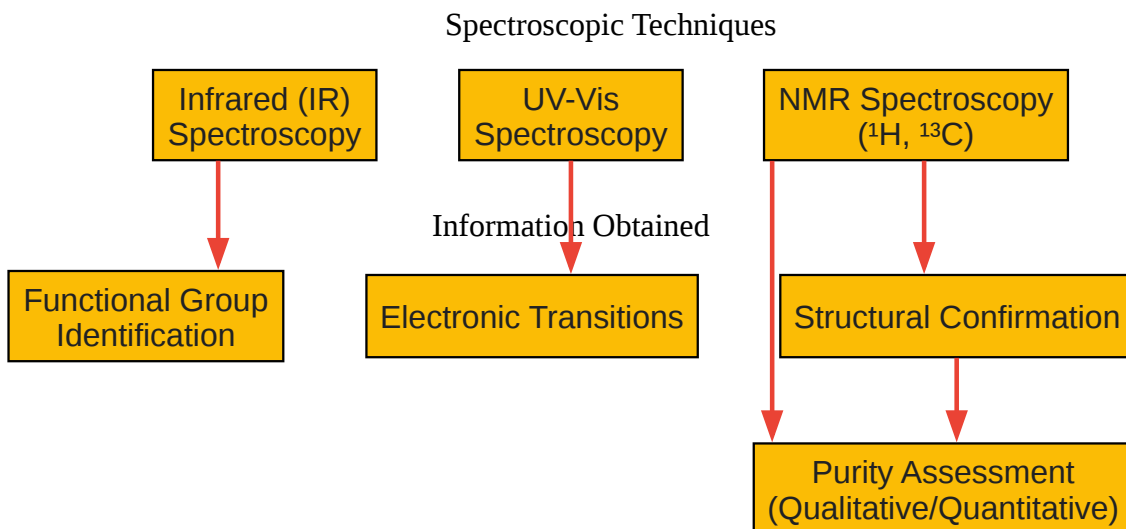 Spectroscopic Techniques
Infrared (IR)
Spectroscopy
UV-Vis
Spectroscopy
NMR Spectroscopy
(¹H, ¹³C)
Information Obtained
Functional Group
Identification
Electronic Transitions
Structural Confirmation
Purity Assessment
(Qualitative/Quantitative)